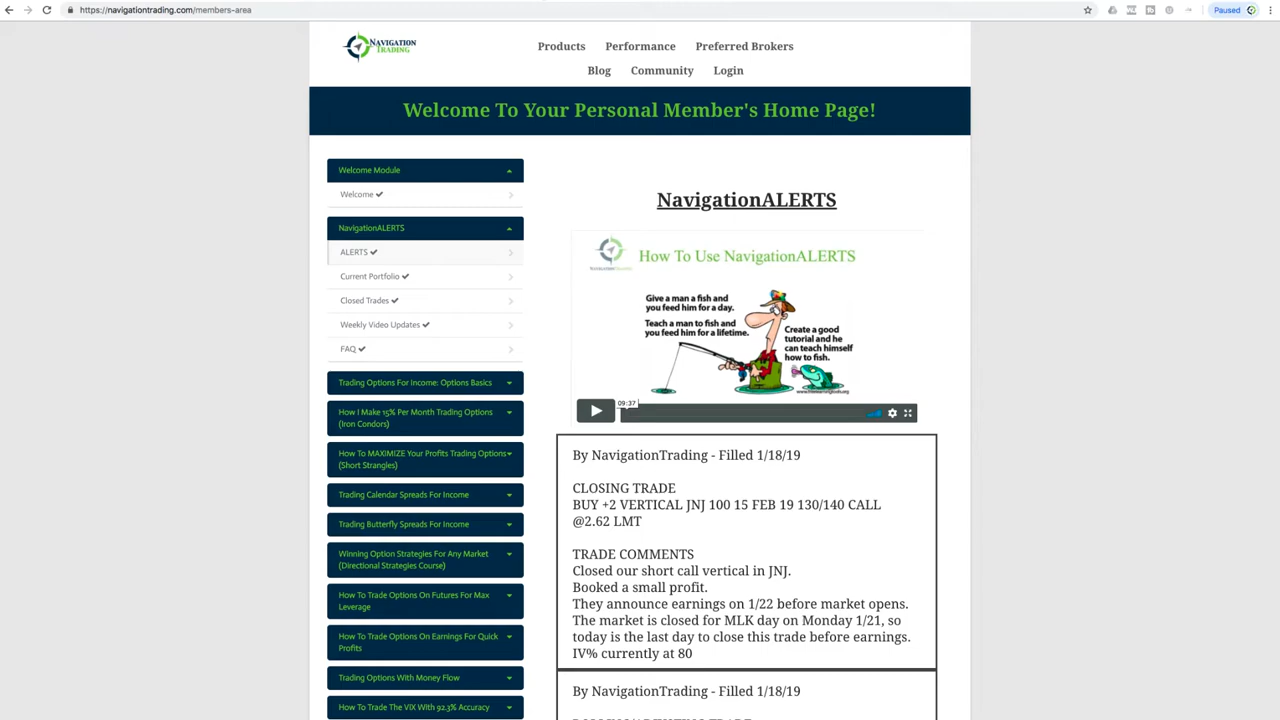 https://navigationtrading.com/members-area
Paused
NAVIGATION
TRADING
Products Performance Preferred Brokers
Blog Community Login
Welcome To Your Personal Member's Home Page!
Welcome Module
Welcome
NavigationALERTS
ALERTS
Current Portfolio
Closed Trades
Weekly Video Updates
FAQ
Trading Options For Income: Options Basics
How I Make 15% Per Month Trading Options
(Iron Condors)
How To MAXIMIZE Your Profits Trading Options
(Short Strangles)
Trading Calendar Spreads For Income
Trading Butterfly Spreads For Income
Winning Option Strategies For Any Market
(Directional Strategies Course)
How To Trade Options On Futures For Max
Leverage
How To Trade Options On Earnings For Quick
Profits
Trading Options With Money Flow
How To Trade The VIX With 92.3% Accuracy
NavigationALERTS
How To Use NavigationALERTS
NAVIGATION TRADING
Give a man a fish and
you feed him for a day.
Teach a man to fish and
you feed him for a lifetime.
Create a good
tutorial and he
can teach himself
how to fish.
09:37
By NavigationTrading - Filled 1/18/19
CLOSING TRADE
BUY +2 VERTICAL JNJ 100 15 FEB 19 130/140 CALL
@2.62 LMT
TRADE COMMENTS
Closed our short call vertical in JNJ.
Booked a small profit.
They announce earnings on 1/22 before market opens.
The market is closed for MLK day on Monday 1/21, so
today is the last day to close this trade before earnings.
IV% currently at 80
By NavigationTrading - Filled 1/18/19